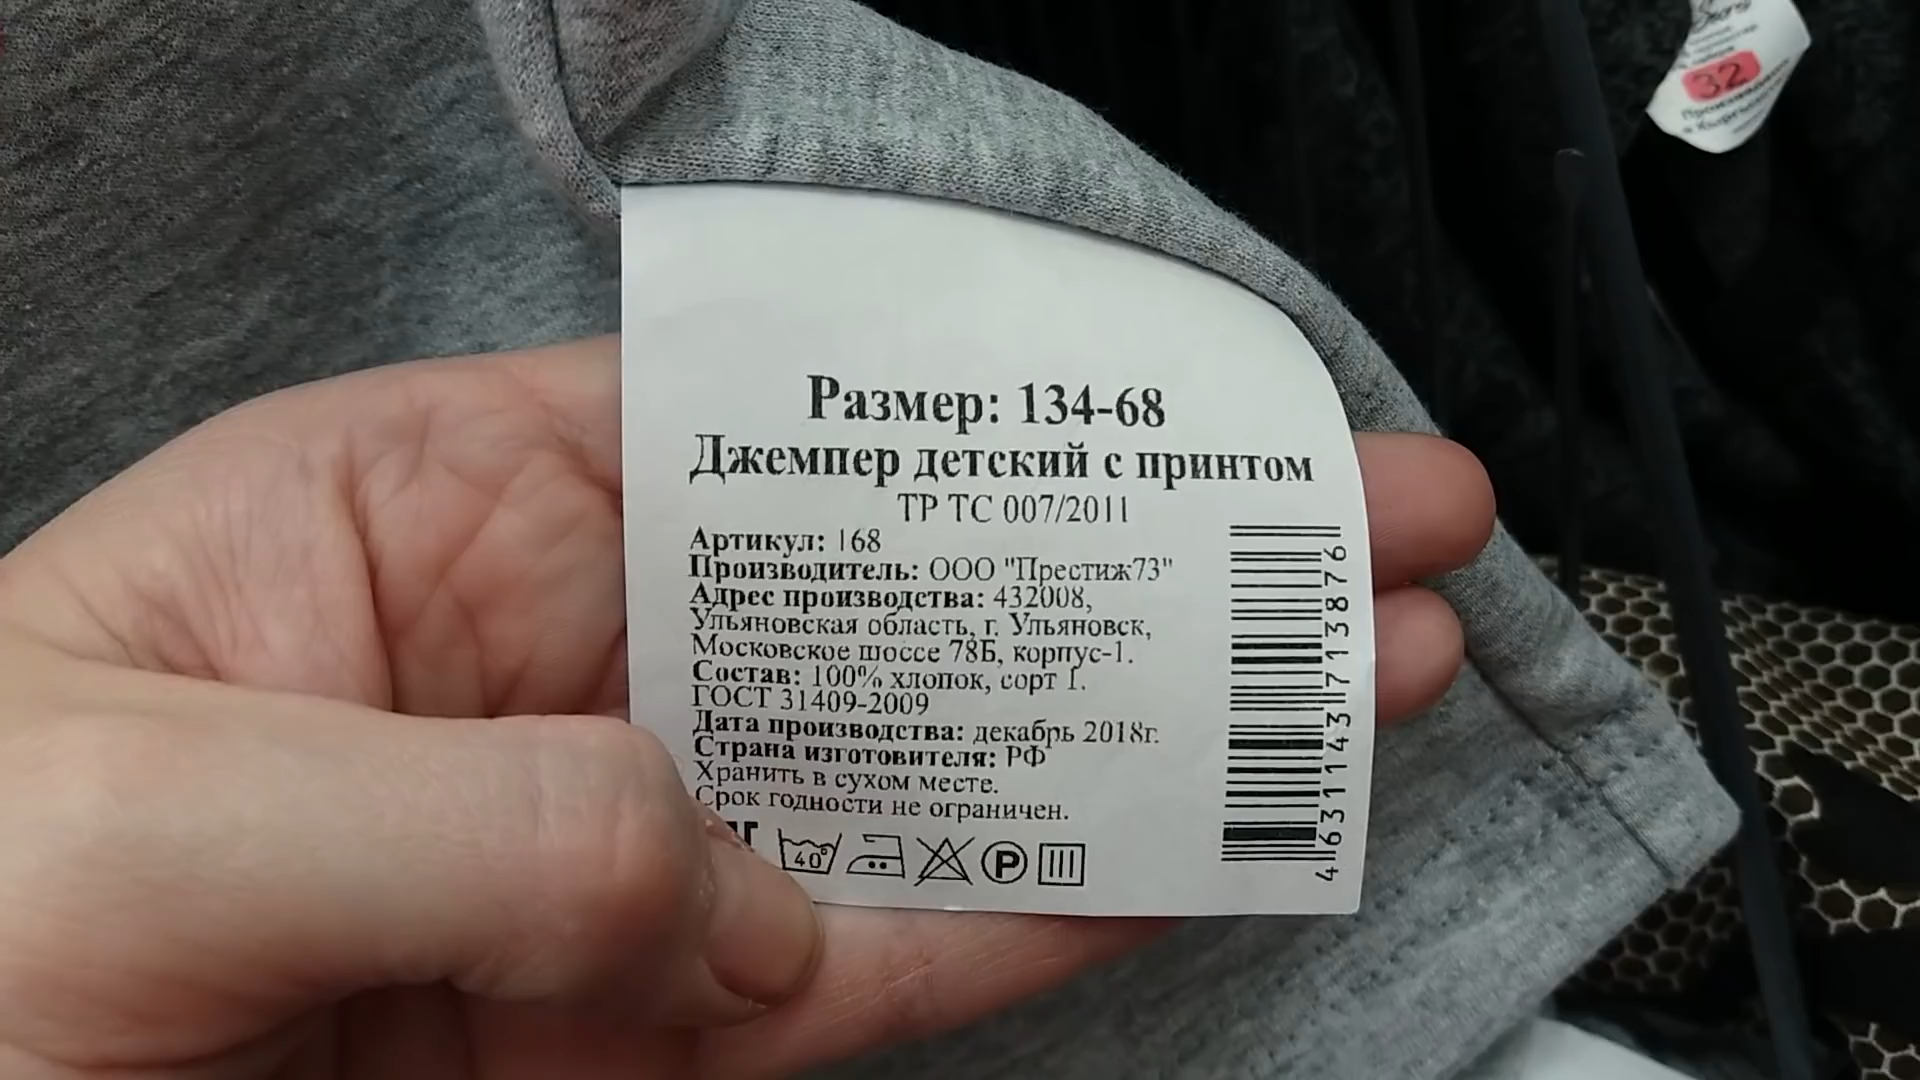 Размер: 134-68
Джемпер детский с принтом
ТР ТС 007/2011
Артикул: 168
Производитель: ООО "Престиж73"
Адрес производства: 432008,
Ульяновская область, г. Ульяновск,
Московское шоссе 78Б, корпус-1.
Состав: 100% хлопок, сорт 1.
ГОСТ 31409-2009
Дата производства: декабрь 2018г.
Страна изготовителя: РФ
Хранить в сухом месте.
Срок годности не ограничен.
40°
P
4631143713876
32